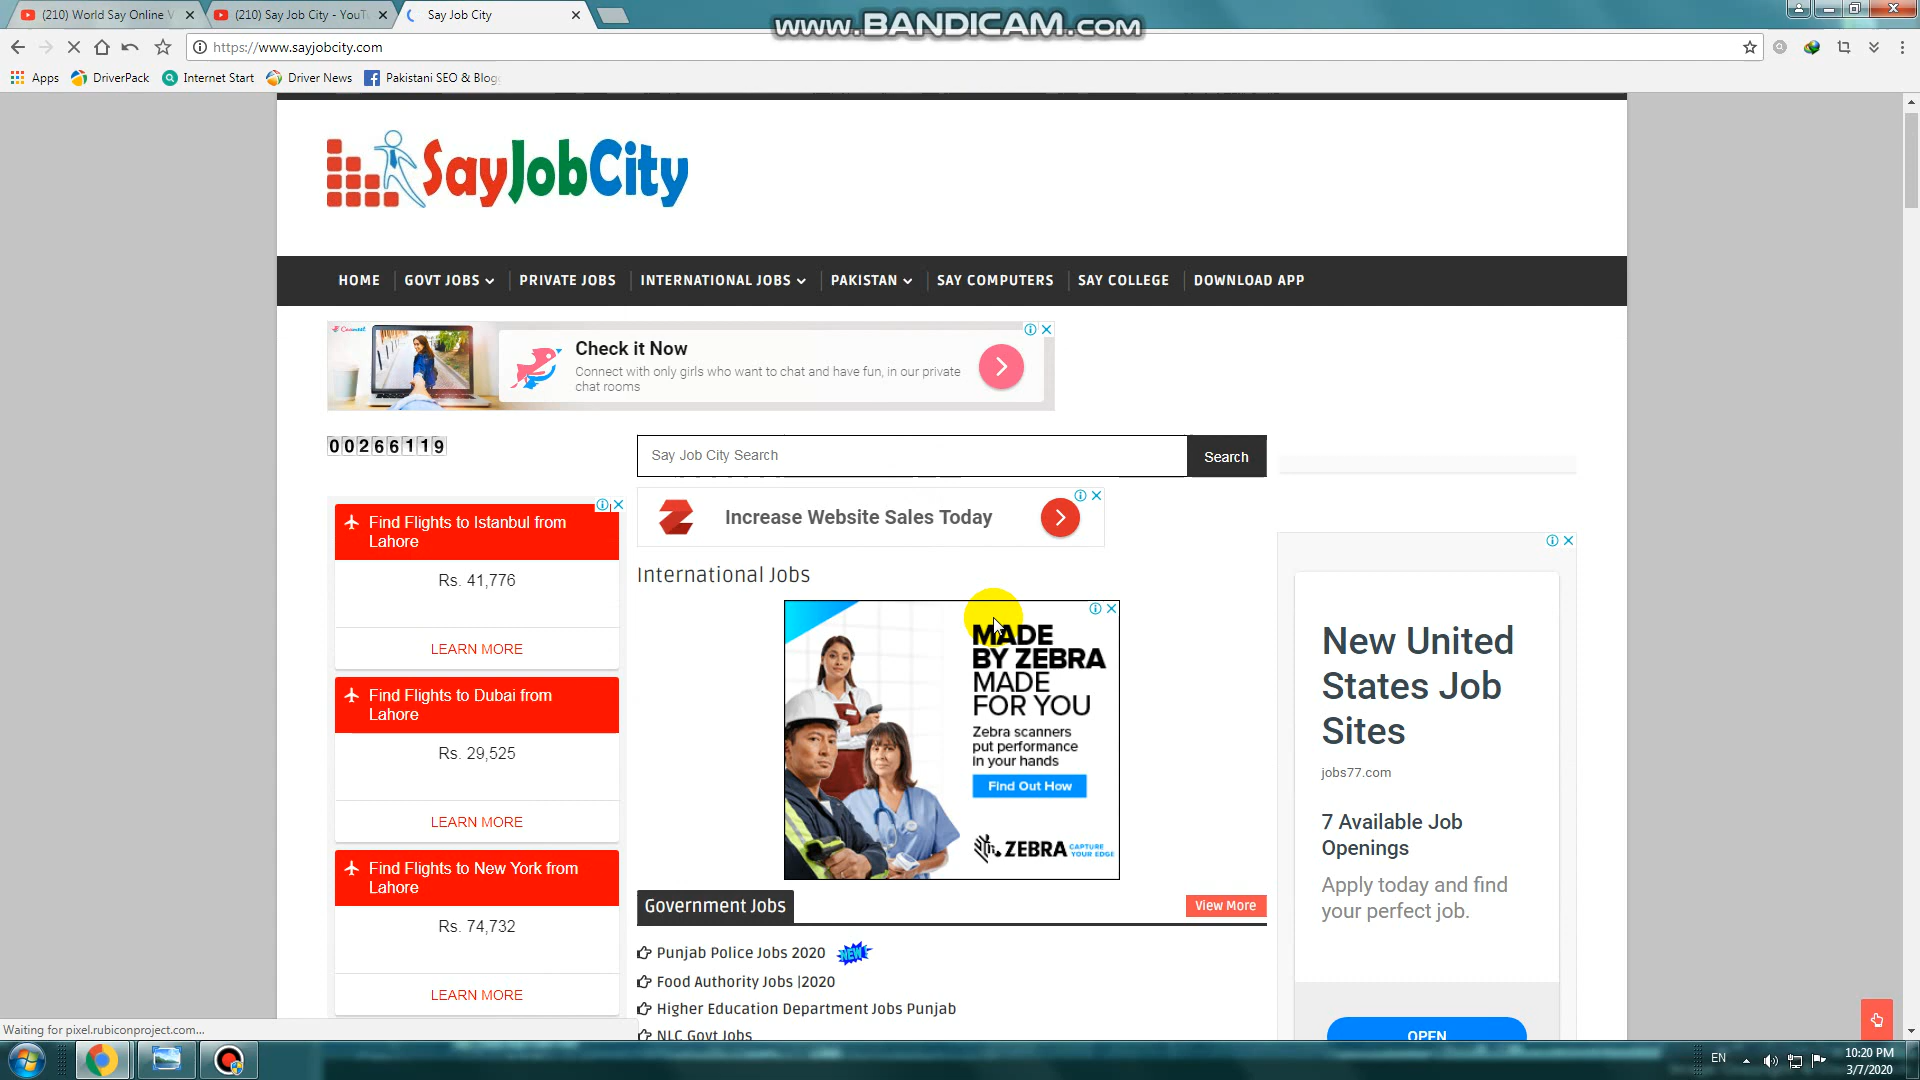 (210) World Say Online V
(210) Say Job City - YouT
Say Job City
www.BANDICAM.com
https://www.sayjobcity.com
Apps
DriverPack
Internet Start
Driver News
Pakistani SEO & Blog
SayJobCity
HOME
GOVT JOBS
PRIVATE JOBS
INTERNATIONAL JOBS
PAKISTAN
SAY COMPUTERS
SAY COLLEGE
DOWNLOAD APP
Check it Now
Connect with only girls who want to chat and have fun, in our private
chat rooms
00266119
Say Job City Search
Search
Find Flights to Istanbul from
Lahore
Rs. 41,776
LEARN MORE
Find Flights to Dubai from
Lahore
Rs. 29,525
LEARN MORE
Find Flights to New York from
Lahore
Rs. 74,732
LEARN MORE
Increase Website Sales Today
International Jobs
MADE
BY ZEBRA
MADE
FOR YOU
Zebra scanners
put performance
in your hands
Find Out How
ZEBRA
CAPTURE
YOUR EDGE
Government Jobs
View More
Punjab Police Jobs 2020
NEW
Food Authority Jobs |2020
Higher Education Department Jobs Punjab
NLC Govt Jobs
New United
States Job
Sites
jobs77.com
7 Available Job
Openings
Apply today and find
your perfect job.
OPEN
Waiting for pixel.rubiconproject.com...
EN
10:20 PM
3/7/2020